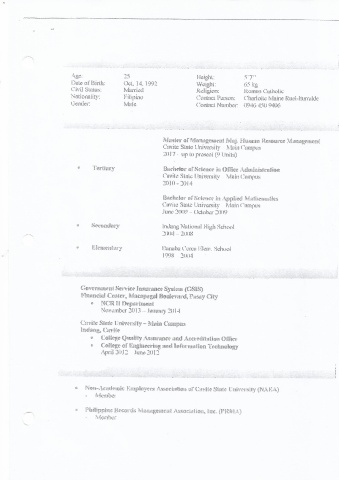 Age: 25 Height: 5'7"
Date of Birth: Oct. 14, 1992 Weight: 65 kg
Civil Status: Married Religion: Roman Catholic
Nationality: Filipino Contact Person: Charlotte Maine
Gender: Male Contact Number: 0946 450
Master of Management Maj. Human Resource Management
Cavite State University – Main Campus
2017 – up to present (9 Units)
• Tertiary Bachelor of Science in Office Administration
Cavite State University – Main Campus
2010 – 2014
Bachelor of Science in Applied Mathematics
Cavite State University – Main Campus
June 2009 – October 2009
• Secondary Indang National High School
2004 – 2008
• Elementary Elem. School
1998 – 2004
Government Service Insurance System (GSIS)
Financial Center, Macapagal Boulevard, Pasay City
• NCR II Department
November 2013 – January 2014
Cavite State University – Main Campus
Indang, Cavite
• College Quality Assurance and Accreditation Office
• College of Engineering and Information Technology
April 2012 – June 2012
• Non-Academic Employees Association of Cavite State University (NAEA)
- Member
• Philippine Records Management Association, Inc. (PRMA)
Member